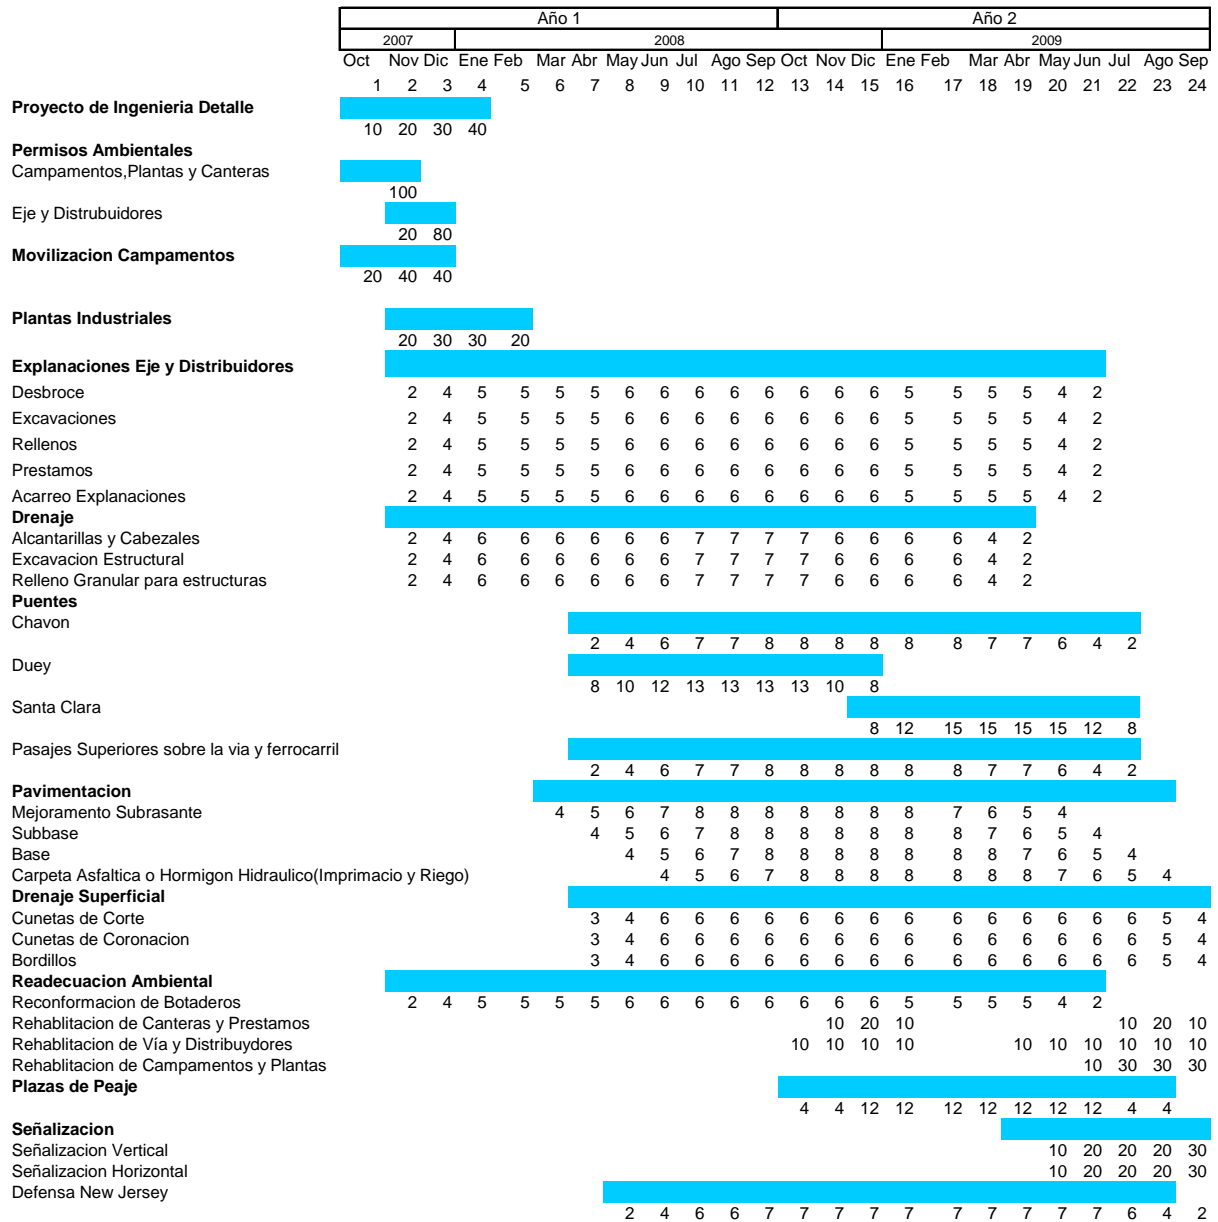 Año 1 Año 2
2007 2008 2009
Oct Nov Dic Ene Feb Mar Abr May Jun Jul Ago Sep Oct Nov Dic Ene Feb Mar Abr May Jun Jul Ago Sep
1 2 3 4 5 6 7 8 9 10 11 12 13 14 15 16 17 18 19 20 21 22 23 24
Proyecto de Ingenieria Detalle
10 20 30 40
Permisos Ambientales
Campamentos,Plantas y Canteras
100
Eje y Distrubuidores
20 80
Movilizacion Campamentos
20 40 40
Plantas Industriales
20 30 30 20
Explanaciones Eje y Distribuidores
Desbroce 2 4 5 5 5 5 6 6 6 6 6 6 6 6 5 5 5 5 4 2
Excavaciones 2 4 5 5 5 5 6 6 6 6 6 6 6 6 5 5 5 5 4 2
Rellenos 2 4 5 5 5 5 6 6 6 6 6 6 6 6 5 5 5 5 4 2
Prestamos 2 4 5 5 5 5 6 6 6 6 6 6 6 6 5 5 5 5 4 2
Acarreo Explanaciones 2 4 5 5 5 5 6 6 6 6 6 6 6 6 5 5 5 5 4 2
Drenaje
Alcantarillas y Cabezales 2 4 6 6 6 6 6 6 7 7 7 7 6 6 6 6 4 2
Excavacion Estructural 2 4 6 6 6 6 6 6 7 7 7 7 6 6 6 6 4 2
Relleno Granular para estructuras 2 4 6 6 6 6 6 6 7 7 7 7 6 6 6 6 4 2
Puentes
Chavon
2 4 6 7 7 8 8 8 8 8 8 7 7 6 4 2
Duey
8 10 12 13 13 13 13 10 8
Santa Clara
8 12 15 15 15 15 12 8
Pasajes Superiores sobre la via y ferrocarril
2 4 6 7 7 8 8 8 8 8 8 7 7 6 4 2
Pavimentacion
Mejoramento Subrasante 4 5 6 7 8 8 8 8 8 8 8 7 6 5 4
Subbase 4 5 6 7 8 8 8 8 8 8 8 7 6 5 4
Base 4 5 6 7 8 8 8 8 8 8 8 7 6 5 4
Carpeta Asfaltica o Hormigon Hidraulico(Imprimacio y Riego) 4 5 6 7 8 8 8 8 8 8 8 7 6 5 4
Drenaje Superficial
Cunetas de Corte 3 4 6 6 6 6 6 6 6 6 6 6 6 6 6 6 5 4
Cunetas de Coronacion 3 4 6 6 6 6 6 6 6 6 6 6 6 6 6 6 5 4
Bordillos 3 4 6 6 6 6 6 6 6 6 6 6 6 6 6 6 5 4
Readecuacion Ambiental
Reconformacion de Botaderos 2 4 5 5 5 5 6 6 6 6 6 6 6 6 5 5 5 5 4 2
Rehablitacion de Canteras y Prestamos 10 20 10 10 20 10
Rehablitacion de Vía y Distribuydores 10 10 10 10 10 10 10 10 10 10
Rehablitacion de Campamentos y Plantas 10 30 30 30
Plazas de Peaje
4 4 12 12 12 12 12 12 12 4 4
Señalizacion
Señalizacion Vertical 10 20 20 20 30
Señalizacion Horizontal 10 20 20 20 30
Defensa New Jersey
2 4 6 6 7 7 7 7 7 7 7 7 7 7 6 4 2